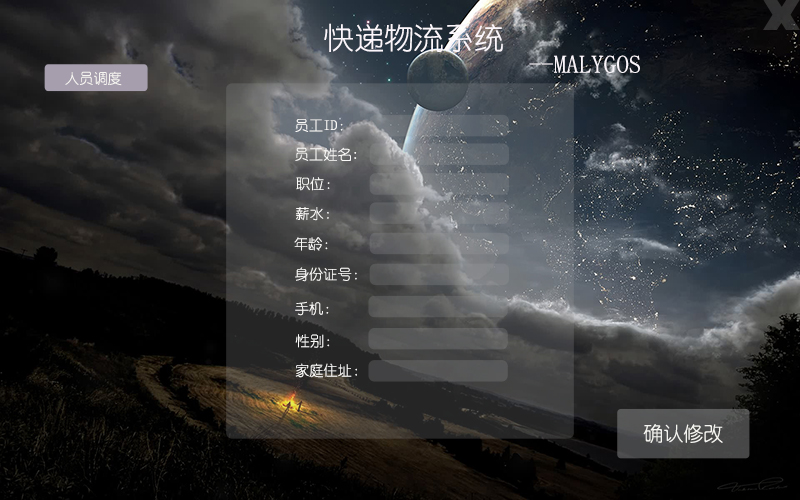 X
快递物流系统
—MALYGOS
人员调度
员工ID:
员工姓名:
职位:
薪水:
年龄:
身份证号:
手机:
性别:
家庭住址:
确认修改